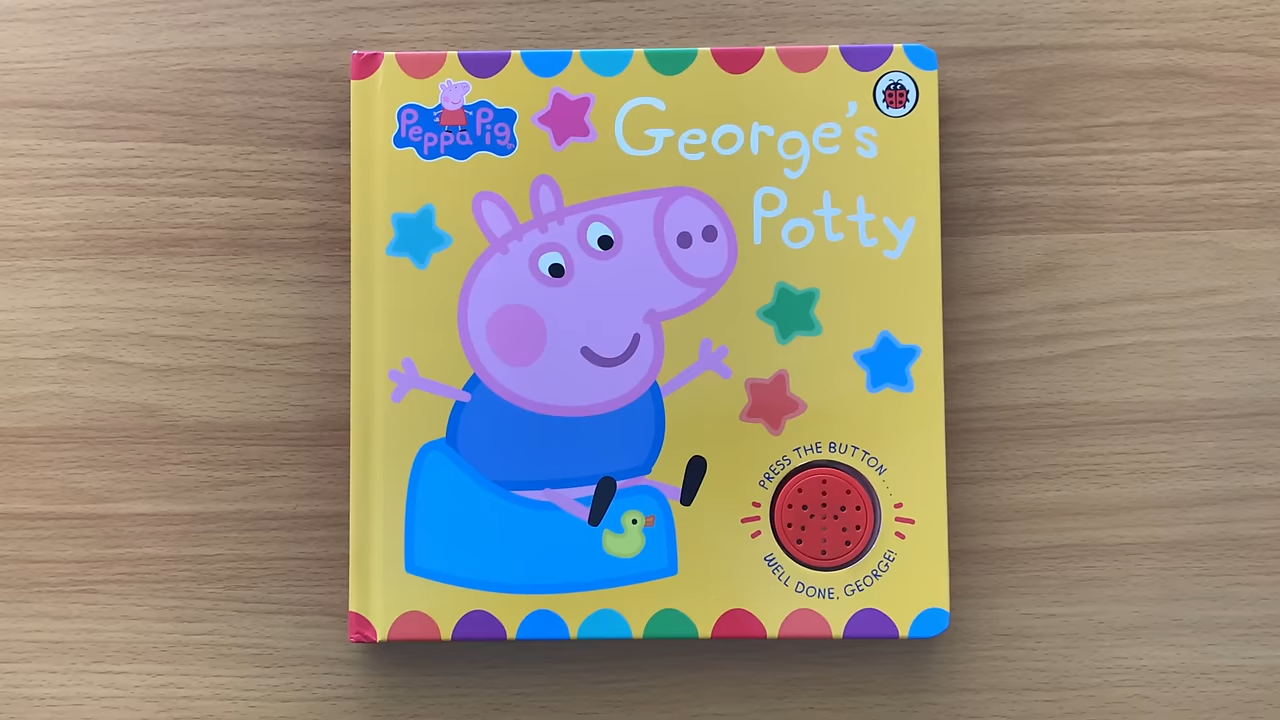 Peppa Pig
George's
Potty
PRESS THE BUTTON....
WELL DONE, GEORGE!